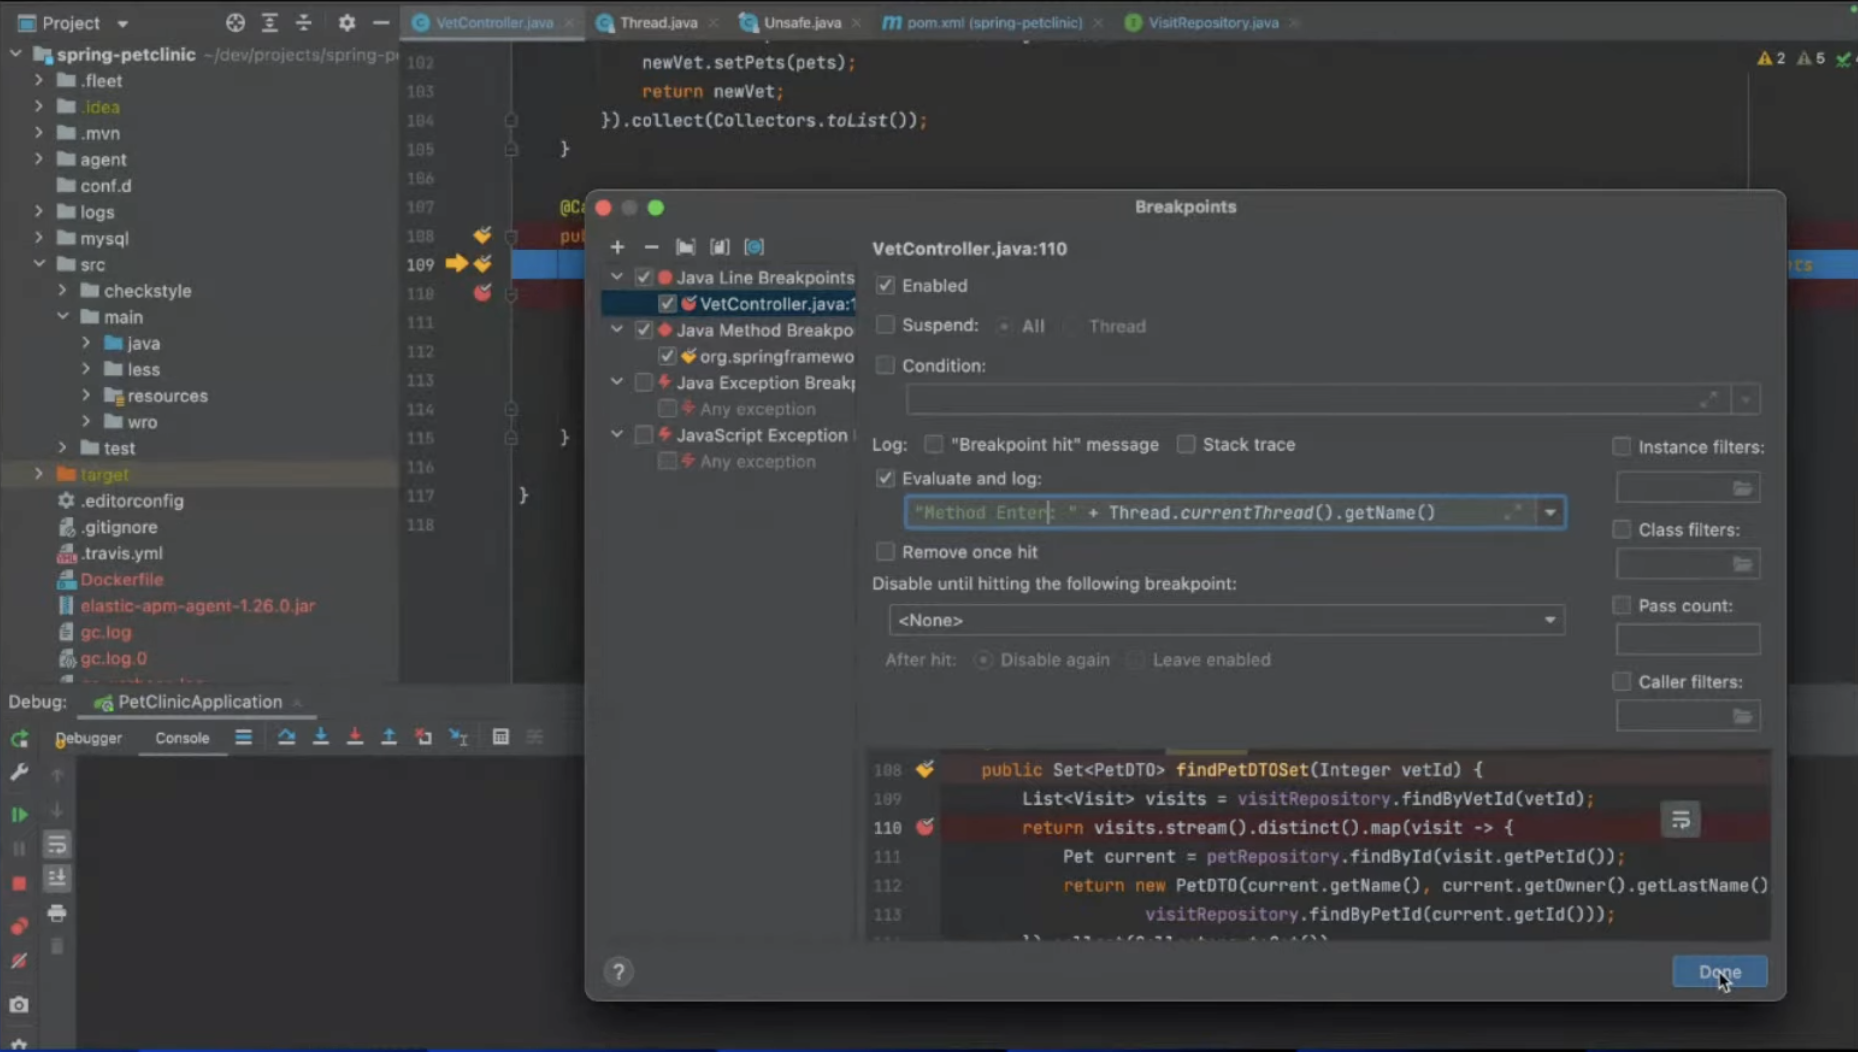 Project
VetController.java
Thread.java
Unsafe.java
pom.xml (spring-petclinic)
VisitRepository.java
spring-petclinic ~/dev/projects/spring-p
.fleet
.idea
.mvn
agent
conf.d
logs
mysql
src
checkstyle
main
java
less
resources
wro
test
target
.editorconfig
.gitignore
.travis.yml
Dockerfile
elastic-apm-agent-1.26.0.jar
gc.log
gc.log.0
2 5
102 newVet.setPets(pets);
103 return newVet;
104 }).collect(Collectors.toList());
105 }
106
107 @Ca
108 pub
109
110
111
112
113
114
115 }
116
117 }
118
Breakpoints
Java Line Breakpoints
VetController.java:1
Java Method Breakpo
org.springframewo
Java Exception Breakp
Any exception
JavaScript Exception
Any exception
VetController.java:110
Enabled
Suspend: All Thread
Condition:
Log: "Breakpoint hit" message Stack trace
Evaluate and log:
"Method Enter: " + Thread.currentThread().getName()
Remove once hit
Disable until hitting the following breakpoint:
<None>
After hit: Disable again Leave enabled
Instance filters:
Class filters:
Pass count:
Caller filters:
108 public Set<PetDTO> findPetDTOSet(Integer vetId) {
109 List<Visit> visits = visitRepository.findByVetId(vetId);
110 return visits.stream().distinct().map(visit -> {
111 Pet current = petRepository.findById(visit.getPetId());
112 return new PetDTO(current.getName(), current.getOwner().getLastName()
113 visitRepository.findByPetId(current.getId()));
?
Done
Debug: PetClinicApplication
Debugger Console